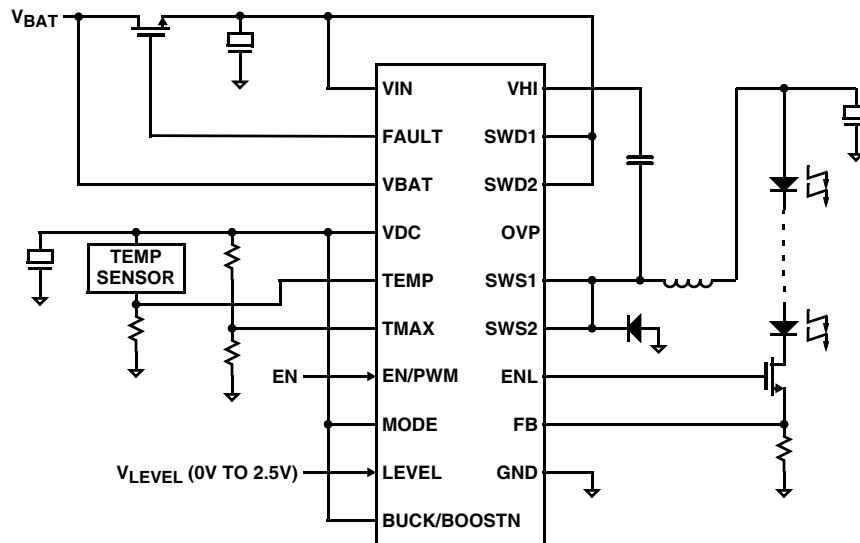 VBAT
VIN
VHI
FAULT
SWD1
VBAT
SWD2
VDC
OVP
TEMP
SENSOR
TEMP
SWS1
TMAX
SWS2
EN
EN/PWM
ENL
MODE
FB
VLEVEL (0V TO 2.5V)
LEVEL
GND
BUCK/BOOSTN